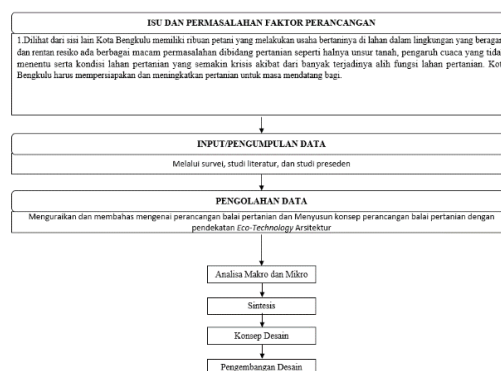 ISU DAN PERMASALAHAN FAKTOR PERANCANGAN
1.Dilihat dari sisi lain Kota Bengkulu memiliki ribuan petani yang melakukan usaha bertaninya di lahan dalam lingkungan yang beragam
dan rentan resiko ada berbagai macam permasalahan dibidang pertanian seperti halnya unsur tanah, pengaruh cuaca yang tida
menentu serta kondisi lahan pertanian yang semakin krisis akibat dari banyak terjadinya alih fungsi lahan pertanian. Kot
Bengkulu harus mempersiapakan dan meningkatkan pertanian untuk masa mendatang bagi.
INPUT/PENGUMPULAN DATA
Melalui survei, studi literatur, dan studi preseden
PENGOLAHAN DATA
Menguraikan dan membahas mengenai perancangan balai pertanian dan Menyusun konsep perancangan balai pertanian dengan
pendekatan Eco-Technology Arsitektur
Analisa Makro dan Mikro
Sintesis
Konsep Desain
Pengembangan Desain